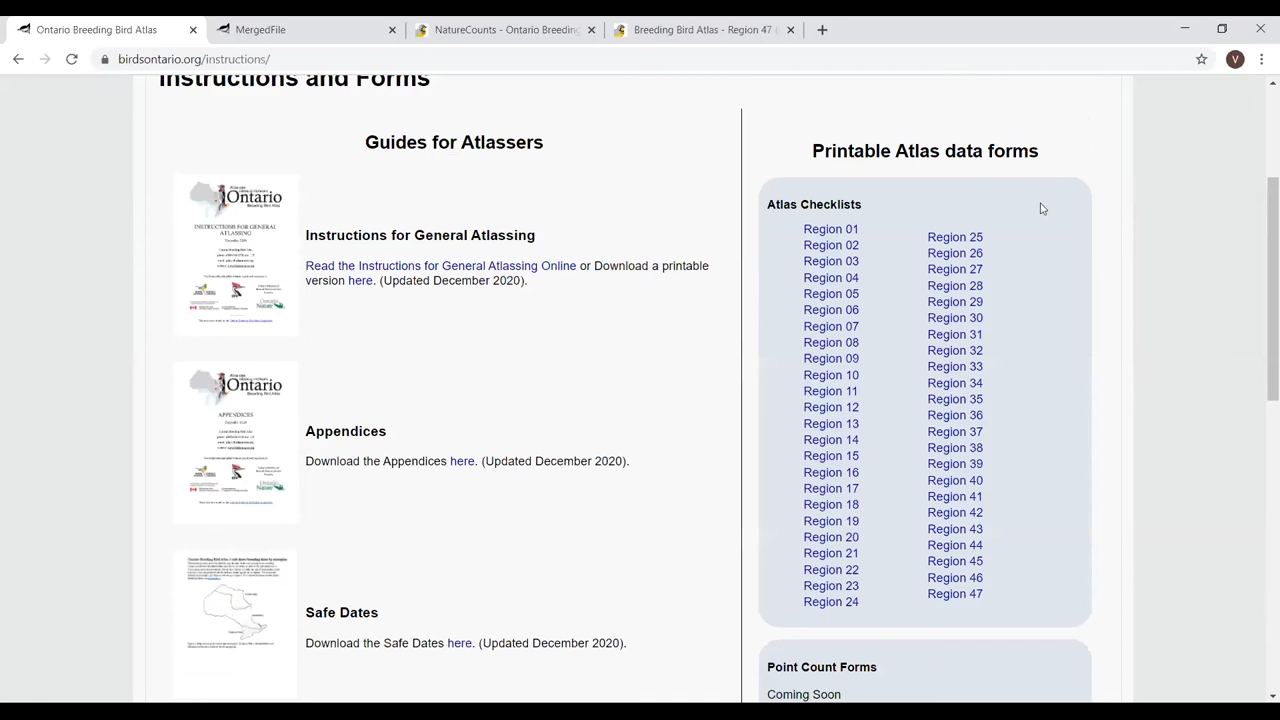 Ontario Breeding Bird Atlas
MergedFile
NatureCounts - Ontario Breeding
Breeding Bird Atlas - Region 47 (
birdsontario.org/instructions/
V
Instructions and Forms
Guides for Atlassers
Ontario
INSTRUCTIONS FOR GENERAL
ATLASSING
Instructions for General Atlassing
Read the Instructions for General Atlassing Online or Download a printable
version here. (Updated December 2020).
Ontario
APPENDICES
Appendices
Download the Appendices here. (Updated December 2020).
Safe Dates
Download the Safe Dates here. (Updated December 2020).
Printable Atlas data forms
Atlas Checklists
Region 01
Region 02
Region 03
Region 04
Region 05
Region 06
Region 07
Region 08
Region 09
Region 10
Region 11
Region 12
Region 13
Region 14
Region 15
Region 16
Region 17
Region 18
Region 19
Region 20
Region 21
Region 22
Region 23
Region 24
Region 25
Region 26
Region 27
Region 28
Region 29
Region 30
Region 31
Region 32
Region 33
Region 34
Region 35
Region 36
Region 37
Region 38
Region 39
Region 40
Region 41
Region 42
Region 43
Region 44
Region 45
Region 46
Region 47
Point Count Forms
Coming Soon